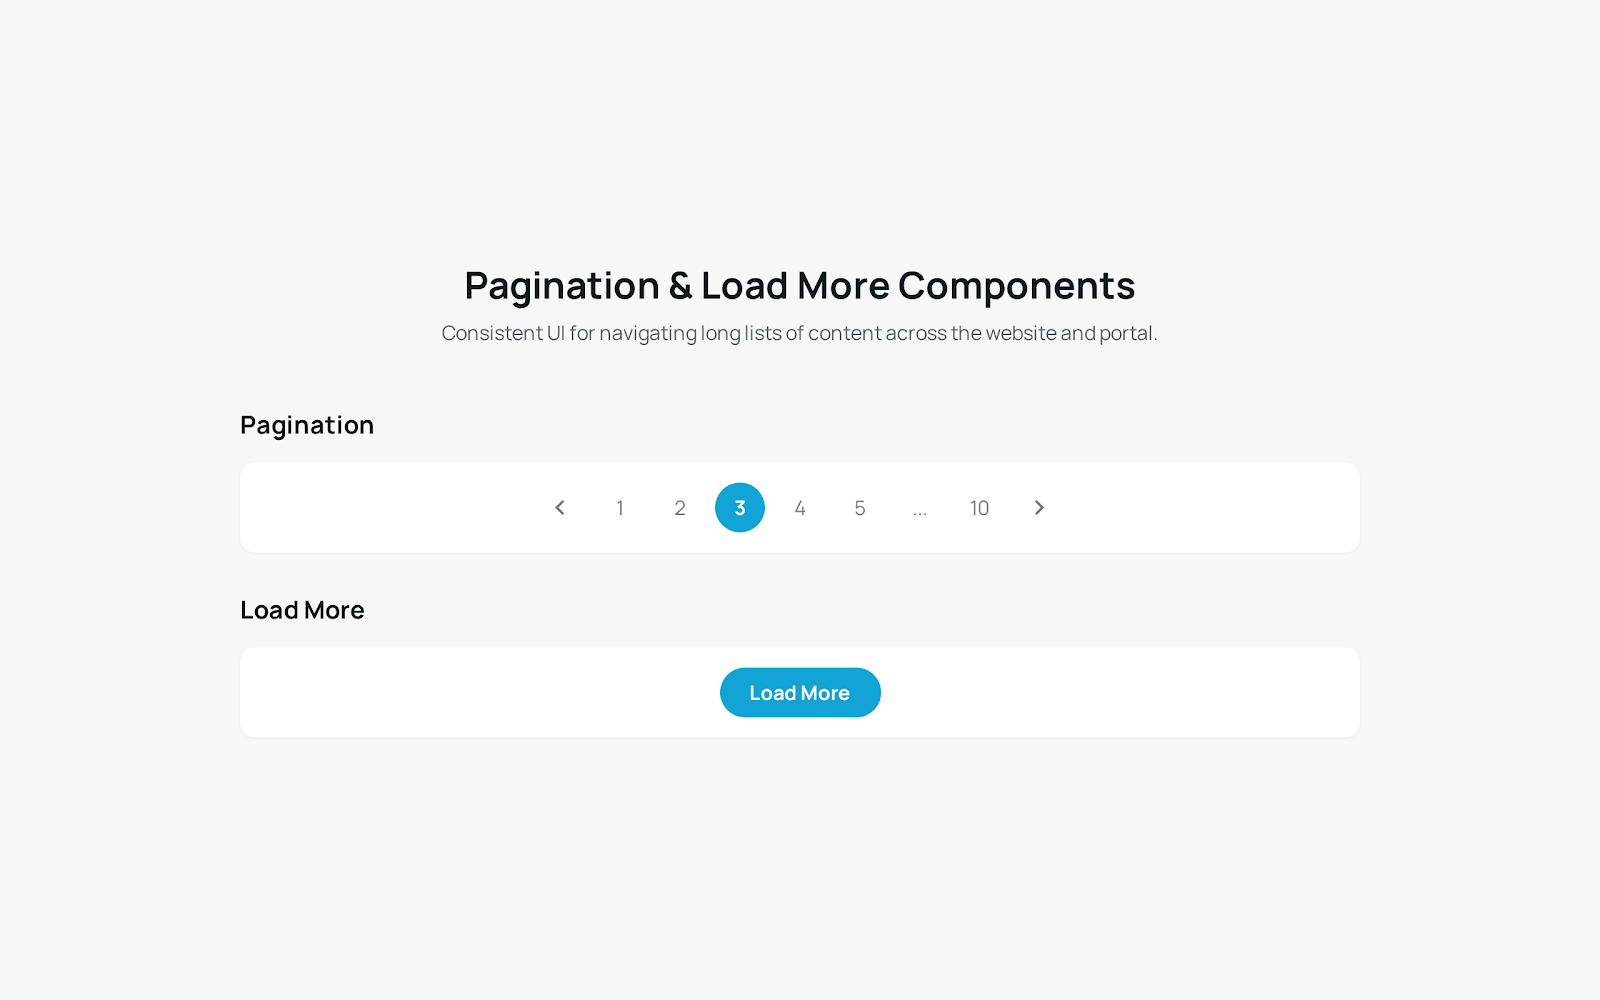 Pagination & Load More Components
Consistent UI for navigating long lists of content across the website and portal.
Pagination
1 2 3 4 5 ... 10
Load More
Load More